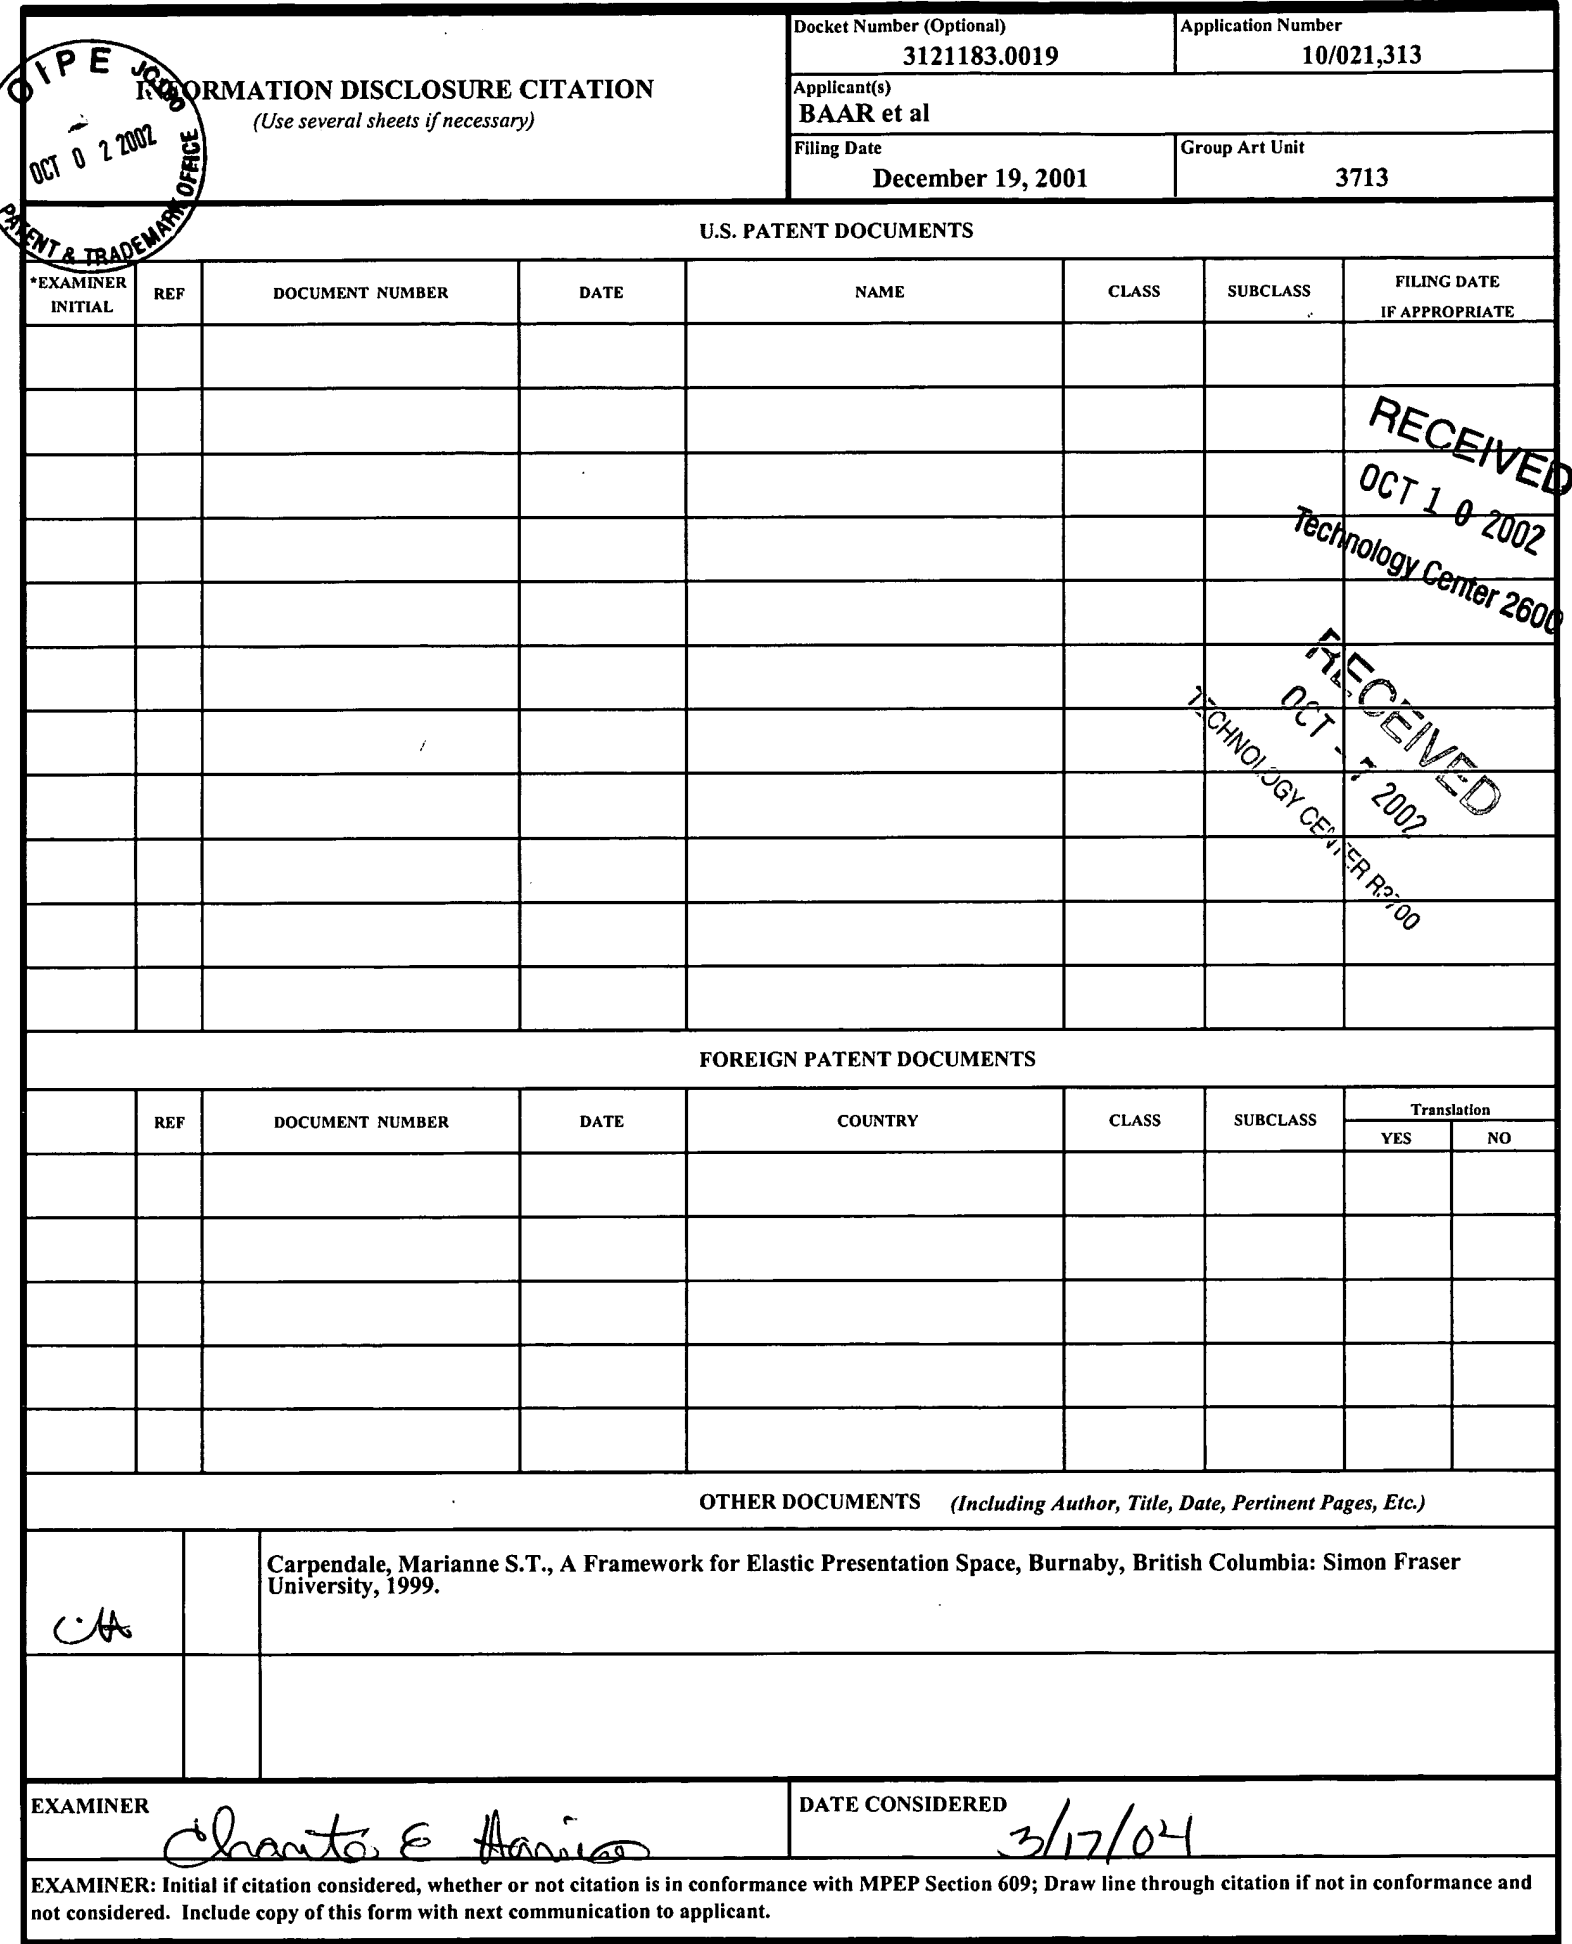 OIPE JC090
OCT 0 2 2002
PATENT & TRADEMARK OFFICE
INFORMATION DISCLOSURE CITATION
(Use several sheets if necessary)
Docket Number (Optional)
3121183.0019
Application Number
10/021,313
Applicant(s)
BAAR et al
Filing Date
December 19, 2001
Group Art Unit
3713
U.S. PATENT DOCUMENTS
*EXAMINER
INITIAL
REF
DOCUMENT NUMBER
DATE
NAME
CLASS
SUBCLASS
FILING DATE
IF APPROPRIATE
RECEIVED
OCT 1 0 2002
Technology Center 2600
RECEIVED
OCT - 7 2002
TECHNOLOGY CENTER R3700
FOREIGN PATENT DOCUMENTS
REF
DOCUMENT NUMBER
DATE
COUNTRY
CLASS
SUBCLASS
Translation
YES
NO
OTHER DOCUMENTS (Including Author, Title, Date, Pertinent Pages, Etc.)
Carpendale, Marianne S.T., A Framework for Elastic Presentation Space, Burnaby, British Columbia: Simon Fraser
University, 1999.
CH
EXAMINER
E
DATE CONSIDERED
3/17/04
EXAMINER: Initial if citation considered, whether or not citation is in conformance with MPEP Section 609; Draw line through citation if not in conformance and
not considered. Include copy of this form with next communication to applicant.